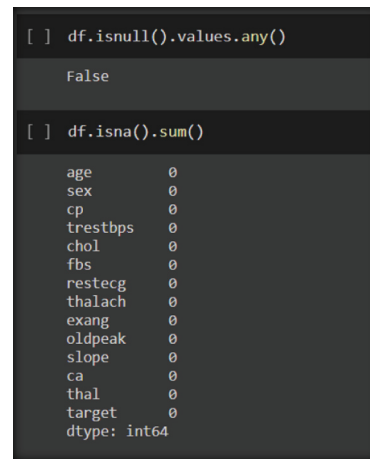 [ ] df.isnull().values.any()
False
[ ] df.isna().sum()
age 0
sex 0
cp 0
trestbps 0
chol 0
fbs 0
restecg 0
thalach 0
exang 0
oldpeak 0
slope 0
ca 0
thal 0
target 0
dtype: int64